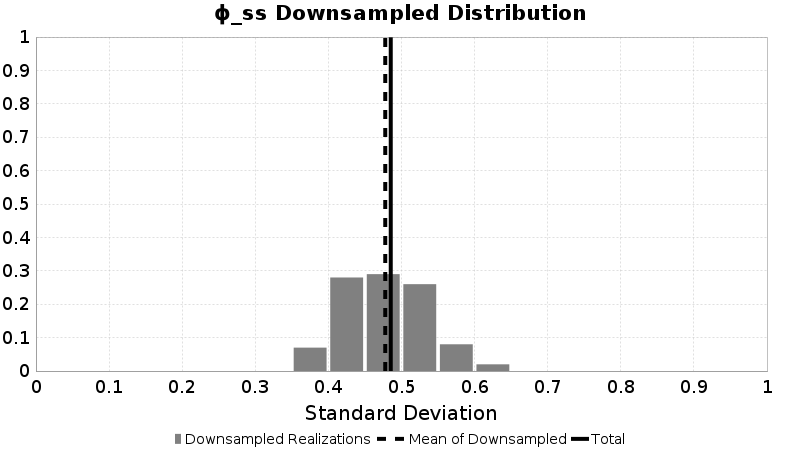 ϕ_ss Downsampled Distribution
1
0.9
0.8
0.7
0.6
0.5
0.4
0.3
0.2
0.1
0
0 0.1 0.2 0.3 0.4 0.5 0.6 0.7 0.8 0.9 1
Standard Deviation
Downsampled Realizations Mean of Downsampled Total